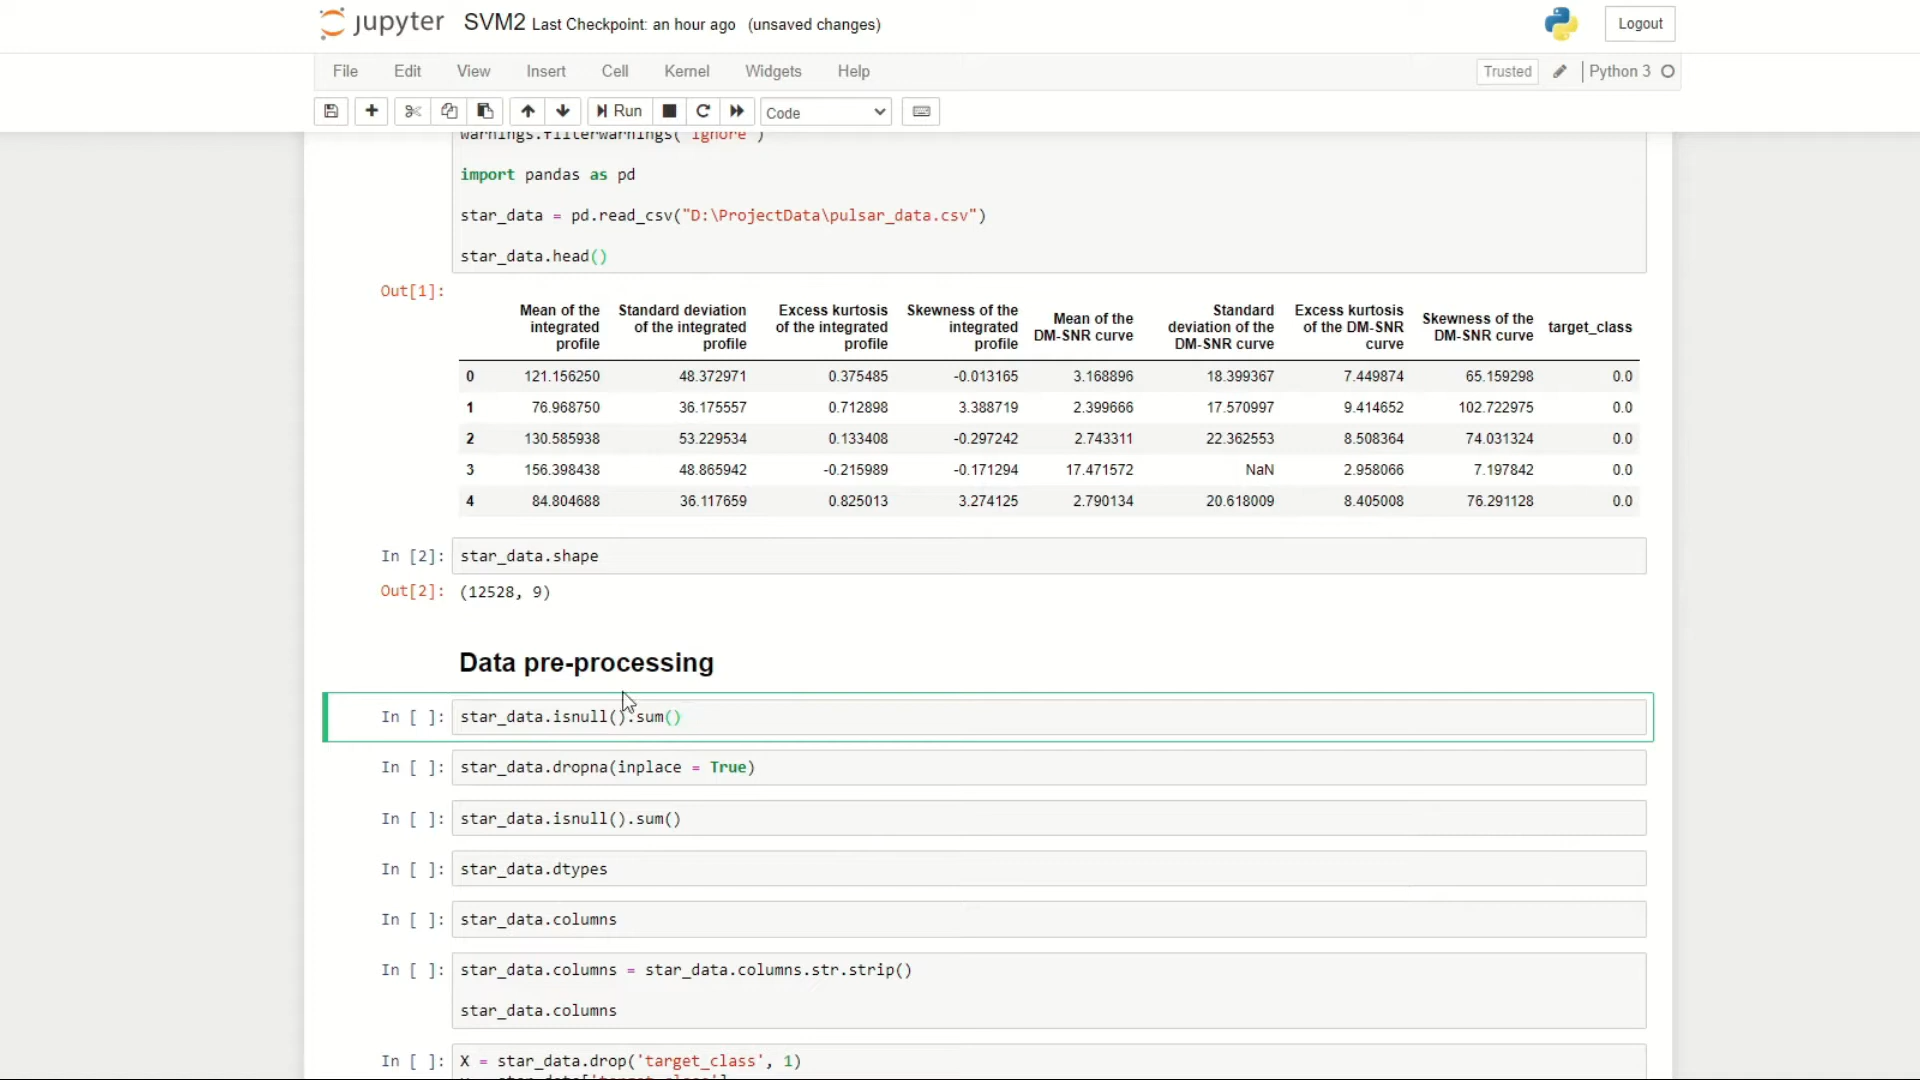 jupyter SVM2 Last Checkpoint: an hour ago (unsaved changes) Logout
File Edit View Insert Cell Kernel Widgets Help Trusted Python 3
Run Code
warnings.filterwarnings('ignore')
import pandas as pd
star_data = pd.read_csv("D:\ProjectData\pulsar_data.csv")
star_data.head()
Out[1]:
Mean of the integrated profile Standard deviation of the integrated profile Excess kurtosis of the integrated profile Skewness of the integrated profile Mean of the DM-SNR curve Standard deviation of the DM-SNR curve Excess kurtosis of the DM-SNR curve Skewness of the DM-SNR curve target_class
0 121.156250 48.372971 0.375485 -0.013165 3.168896 18.399367 7.449874 65.159298 0.0
1 76.968750 36.175557 0.712898 3.388719 2.399666 17.570997 9.414652 102.722975 0.0
2 130.585938 53.229534 0.133408 -0.297242 2.743311 22.362553 8.508364 74.031324 0.0
3 156.398438 48.865942 -0.215989 -0.171294 17.471572 NaN 2.958066 7.197842 0.0
4 84.804688 36.117659 0.825013 3.274125 2.790134 20.618009 8.405008 76.291128 0.0
In [2]: star_data.shape
Out[2]: (12528, 9)
Data pre-processing
In [ ]: star_data.isnull().sum()
In [ ]: star_data.dropna(inplace = True)
In [ ]: star_data.isnull().sum()
In [ ]: star_data.dtypes
In [ ]: star_data.columns
In [ ]: star_data.columns = star_data.columns.str.strip()
star_data.columns
In [ ]: X = star_data.drop('target_class', 1)